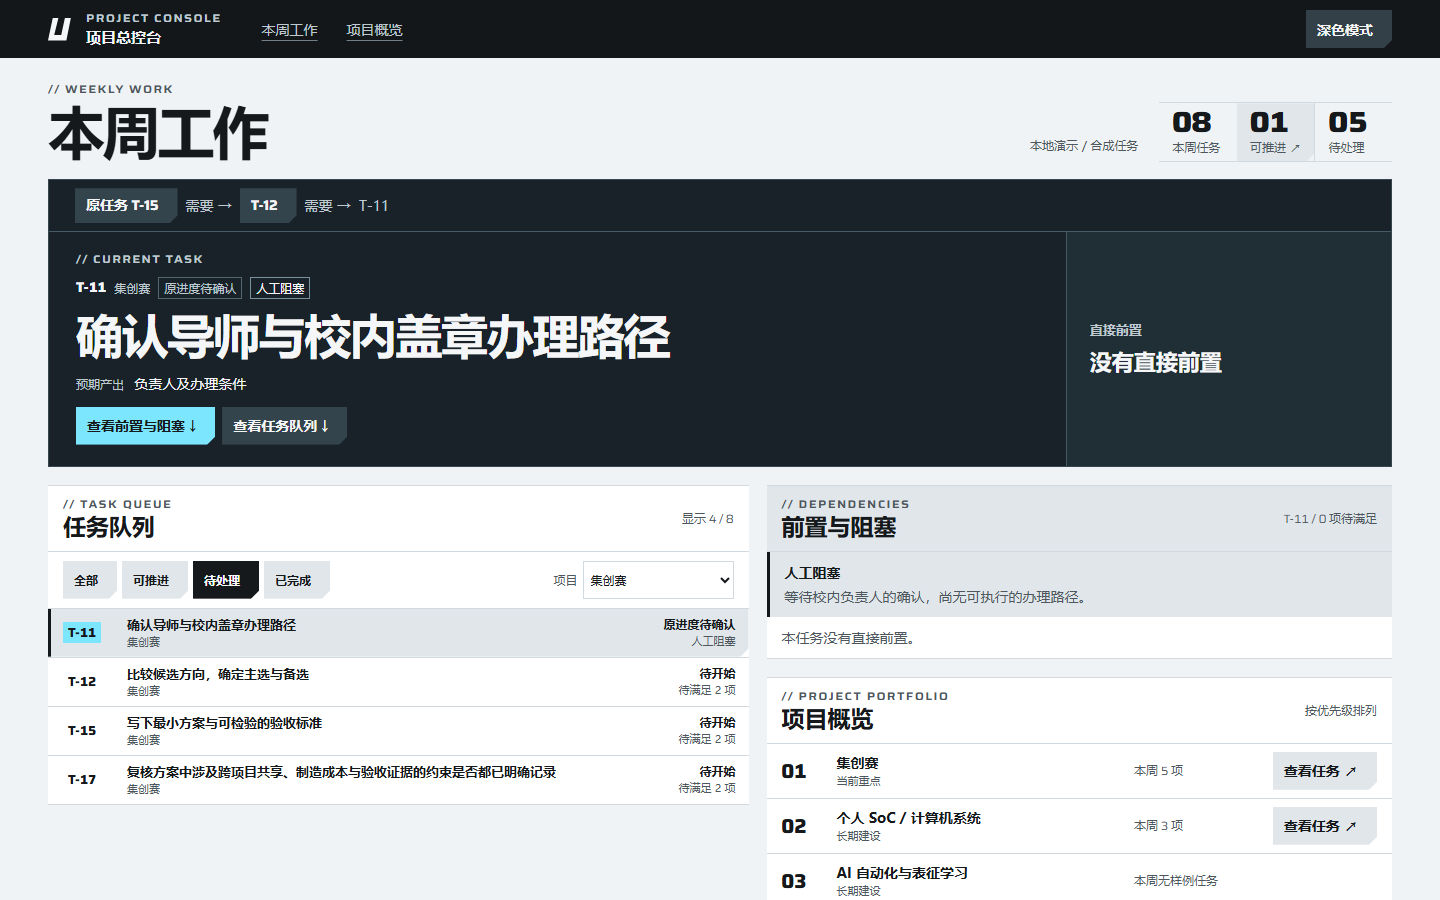 PROJECT CONSOLE
项目总控台
本周工作
项目概览
深色模式
// WEEKLY WORK
本周工作
本地演示 / 合成任务
08
本周任务
01
可推进 ↗
05
待处理
原任务 T-15 需要 → T-12 需要 → T-11
// CURRENT TASK
T-11 集创赛 原进度待确认 人工阻塞
确认导师与校内盖章办理路径
预期产出 负责人及办理条件
查看前置与阻塞 ↓
查看任务队列 ↓
直接前置
没有直接前置
// TASK QUEUE
任务队列
显示 4 / 8
全部
可推进
待处理
已完成
项目 集创赛
T-11
确认导师与校内盖章办理路径
集创赛
原进度待确认
人工阻塞
T-12
比较候选方向，确定主选与备选
集创赛
待开始
待满足 2 项
T-15
写下最小方案与可检验的验收标准
集创赛
待开始
待满足 2 项
T-17
复核方案中涉及跨项目共享、制造成本与验收证据的约束是否都已明确记录
集创赛
待开始
待满足 2 项
// DEPENDENCIES
前置与阻塞
T-11 / 0 项待满足
人工阻塞
等待校内负责人的确认，尚无可执行的办理路径。
本任务没有直接前置。
// PROJECT PORTFOLIO
项目概览
按优先级排列
01
集创赛
当前重点
本周 5 项
查看任务 ↗
02
个人 SoC / 计算机系统
长期建设
本周 3 项
查看任务 ↗
03
AI 自动化与表征学习
长期建设
本周无样例任务